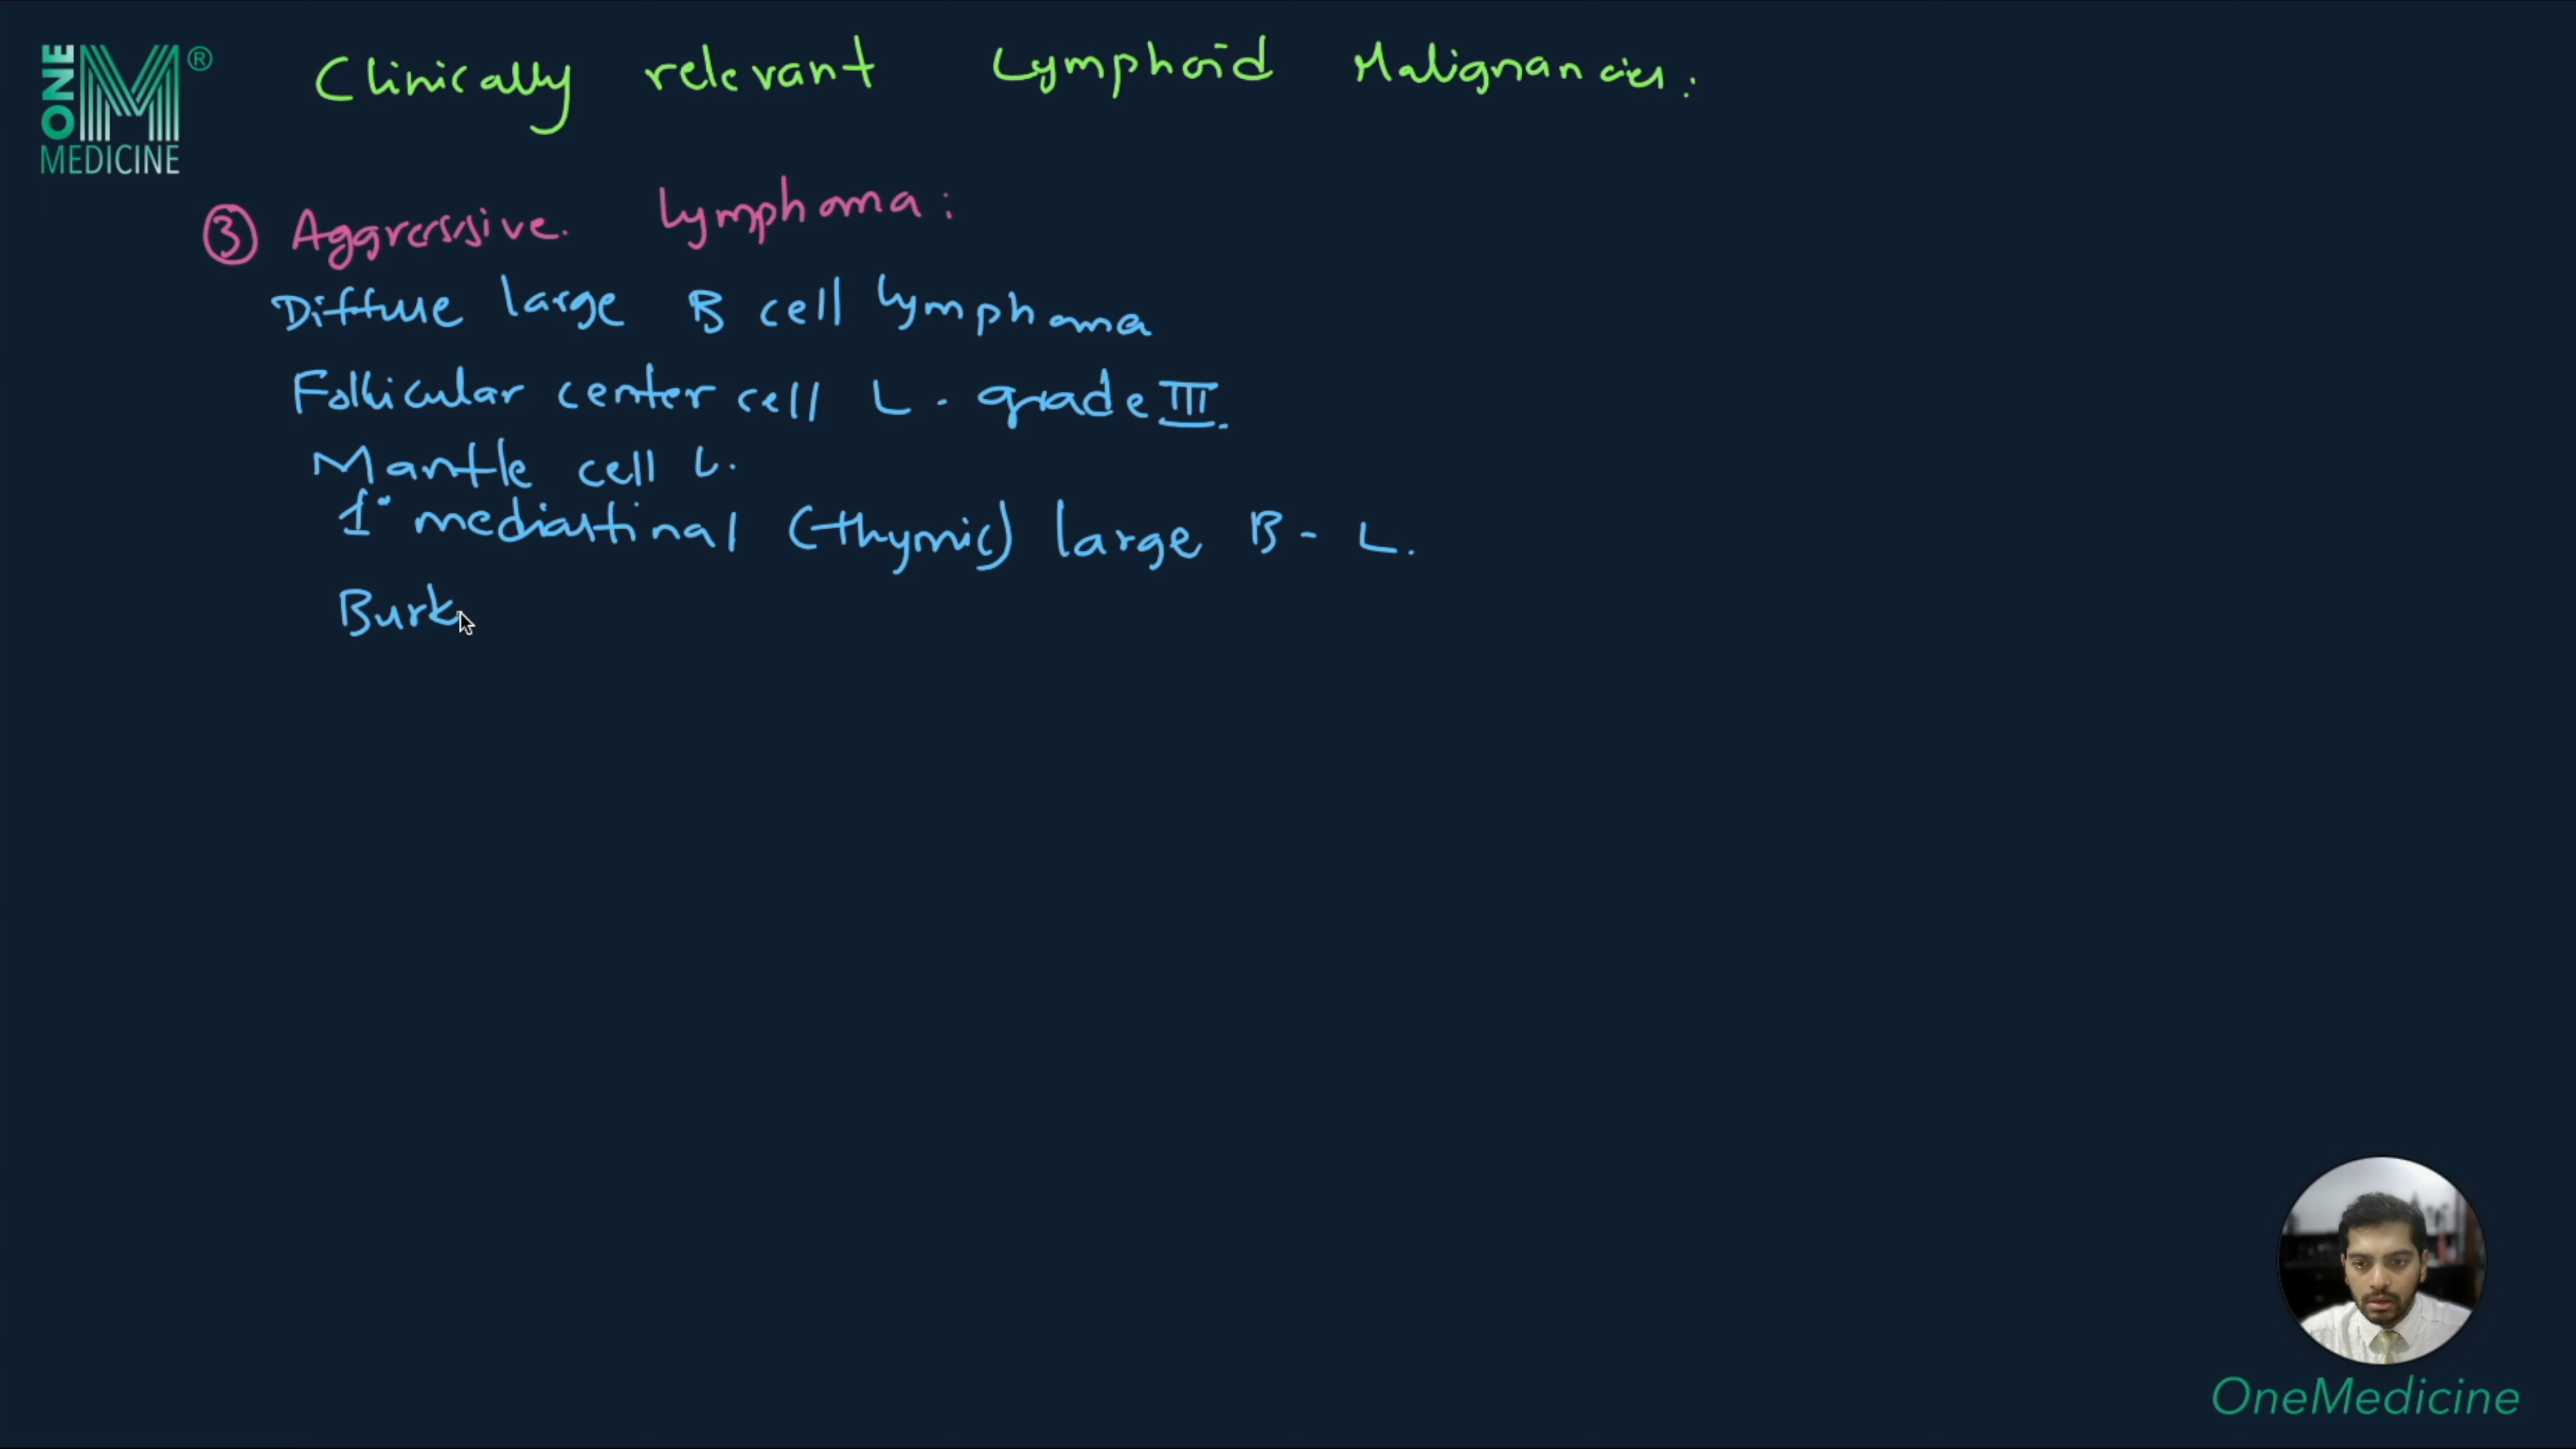 ONE M ®
MEDICINE
Clinically relevant Lymphoid Malignancies:
③ Aggressive. Lymphoma:
Diffuse large B cell lymphoma
Follicular center cell L. grade III.
Mantle cell L.
1° mediastinal (thymic) large B - L.
Burk
OneMedicine